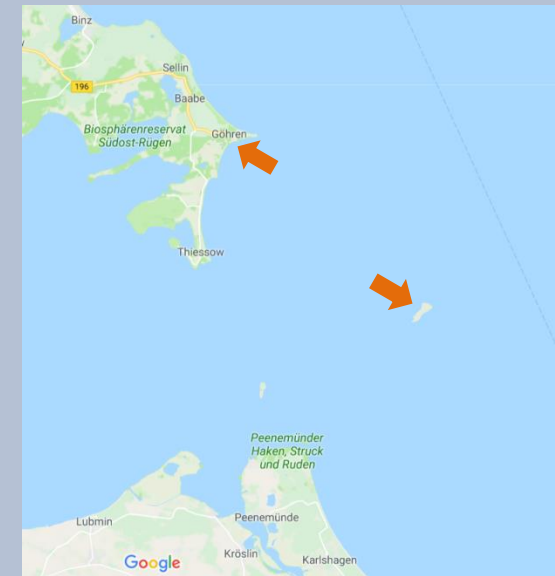 Binz
Sellin
196
Baabe
Biosphärenreservat
Südost-Rügen
Göhren
Thiessow
Peenemünder
Haken, Struck
und Ruden
Lubmin
Peenemünde
Kröslin
Karlshagen
Google